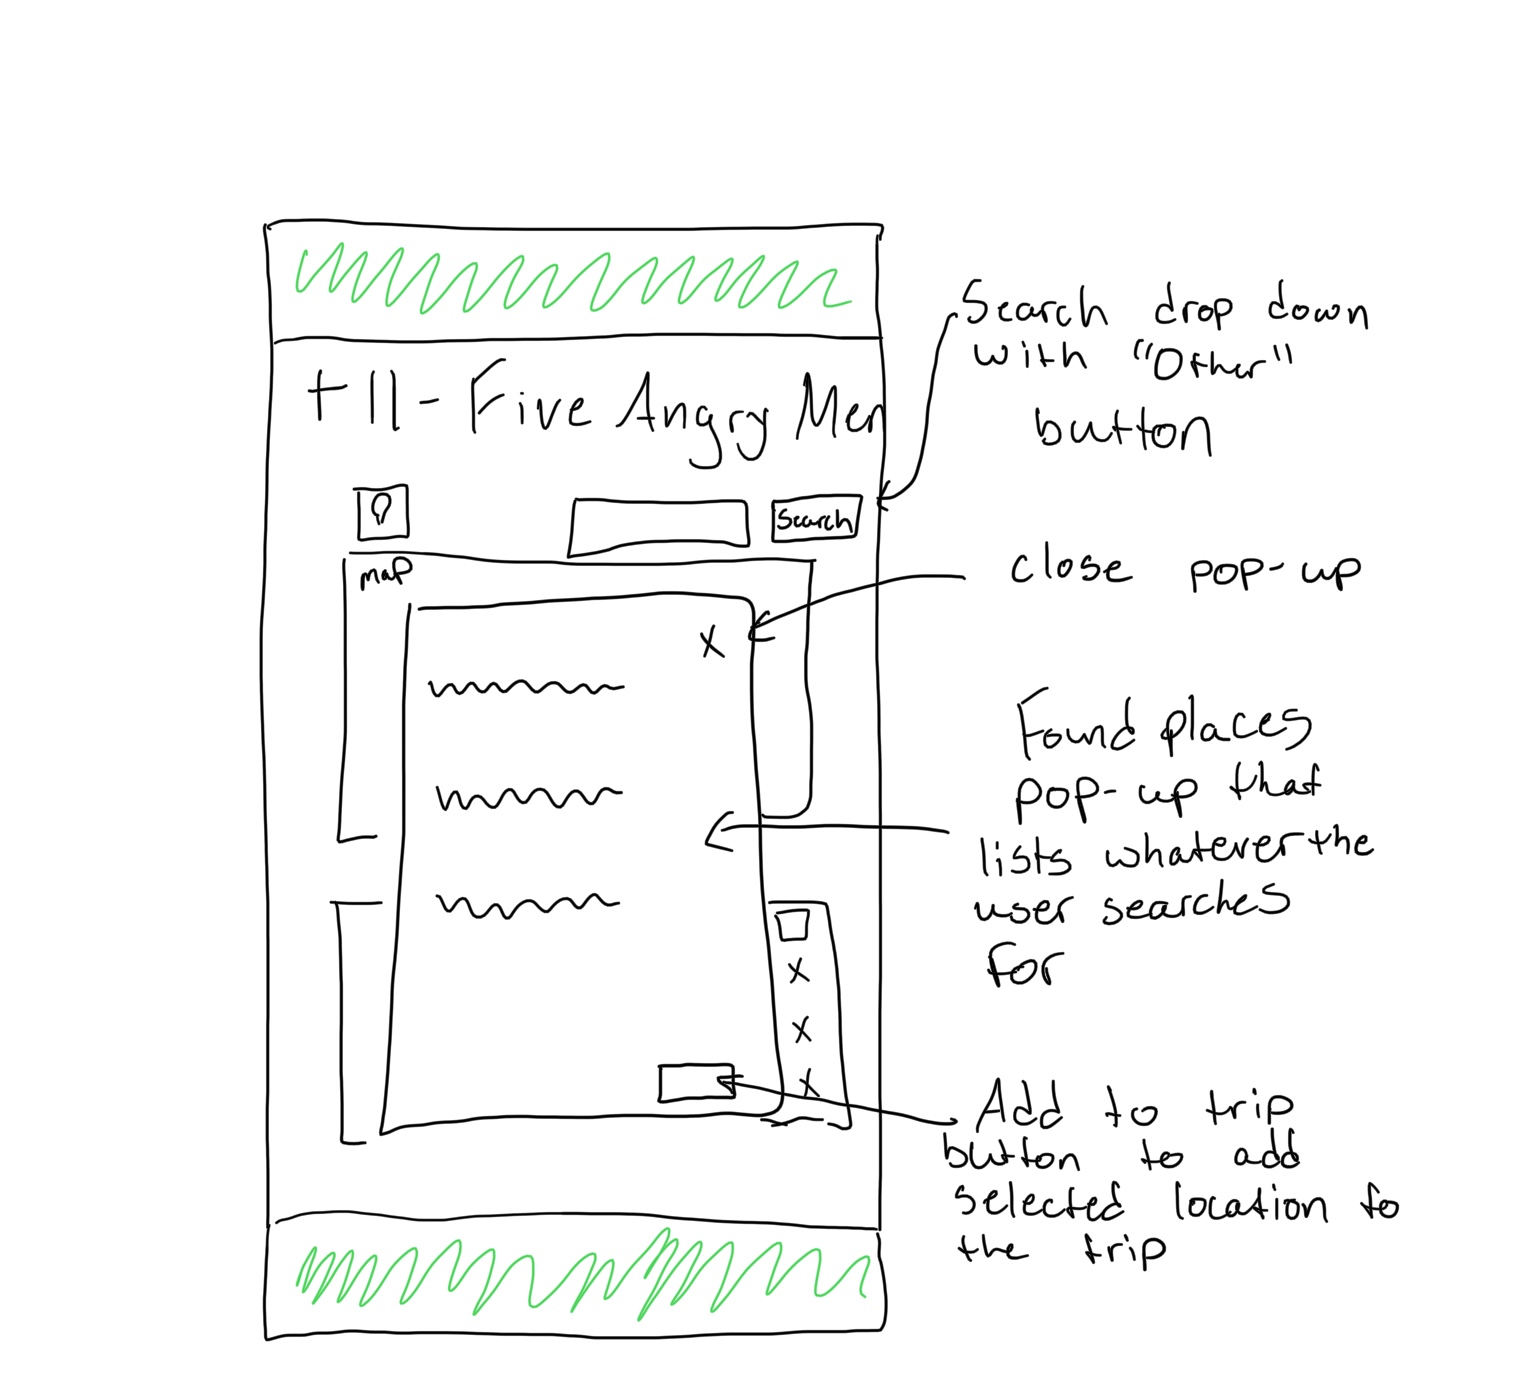 t11 - Five Angry Men
Search
map
X
X
X
X
Search drop down
with "Other"
button
close pop-up
Found places
pop-up that
lists whatever the
user searches
for
Add to trip
button to add
selected location to
the trip